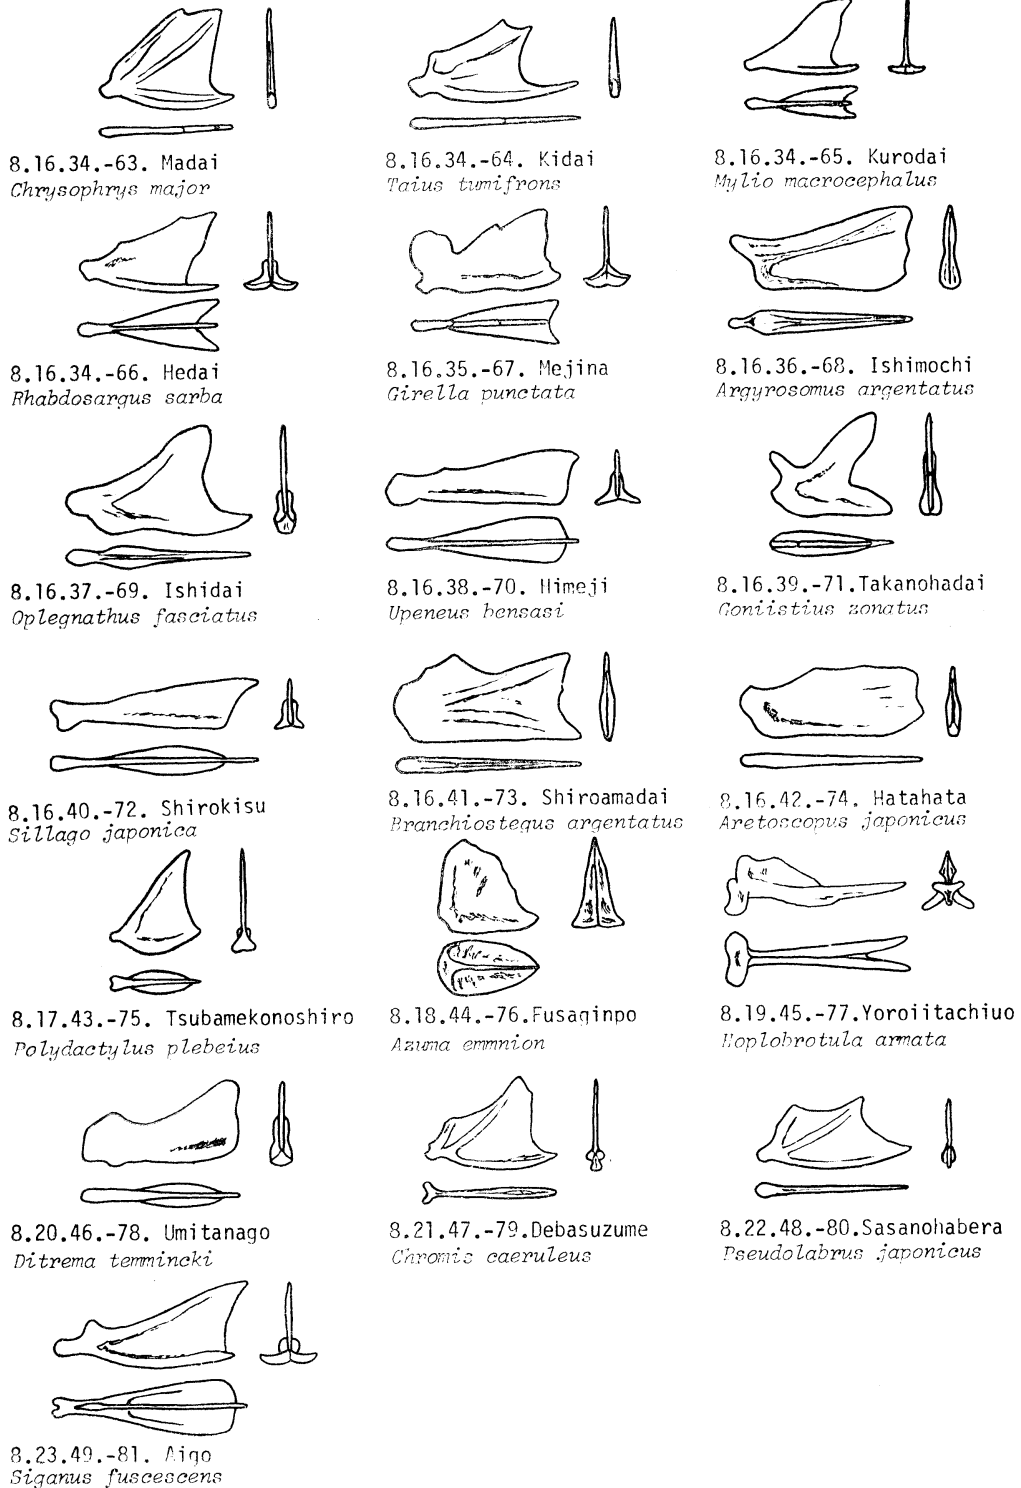 8.16.34.-63. Madai
Chrysophrys major
8.16.34.-64. Kidai
Taius tumifrons
8.16.34.-65. Kurodai
Mylio macrocephalus
8.16.34.-66. Hedai
Rhabdosargus sarba
8.16.35.-67. Mejina
Girella punctata
8.16.36.-68. Ishimochi
Argyrosomus argentatus
8.16.37.-69. Ishidai
Oplegnathus fasciatus
8.16.38.-70. Himeji
Upeneus bensasi
8.16.39.-71.Takanohadai
Goniistius zonatus
8.16.40.-72. Shirokisu
Sillago japonica
8.16.41.-73. Shiroamadai
Branchiostegus argentatus
8.16.42.-74. Hatahata
Arctoscopus japonicus
8.17.43.-75. Tsubamekonoshiro
Polydactylus plebeius
8.18.44.-76.Fusaginpo
Azuma emmnion
8.19.45.-77.Yoroiitachiuo
Hoplobrotula armata
8.20.46.-78. Umitanago
Ditrema temmincki
8.21.47.-79.Debasuzume
Chromis caeruleus
8.22.48.-80.Sasanohabera
Pseudolabrus japonicus
8.23.49.-81. Aigo
Siganus fuscescens